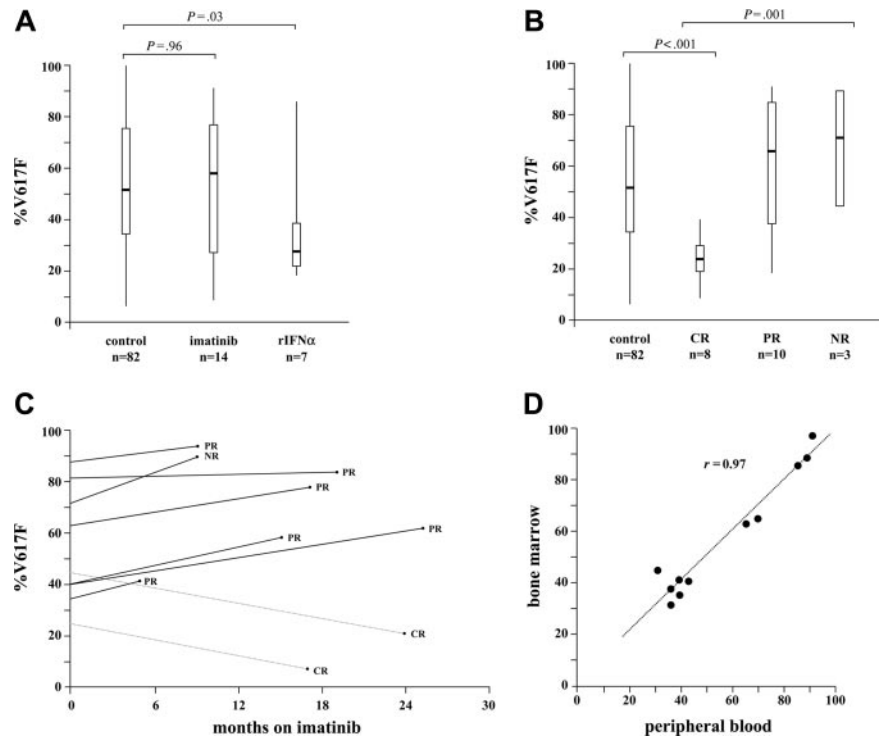 A
P=.03
P=.96
100
80
60
40
20
0
%V617F
control
n=82
imatinib
n=14
rIFNα
n=7
B
P=.001
P<.001
100
80
60
40
20
0
%V617F
control
n=82
CR
n=8
PR
n=10
NR
n=3
C
100
80
60
40
20
0
%V617F
PR
NR
PR
PR
PR
PR
PR
CR
CR
0
6
12
18
24
30
months on imatinib
D
100
80
60
40
20
0
bone marrow
r = 0.97
20
40
60
80
100
peripheral blood